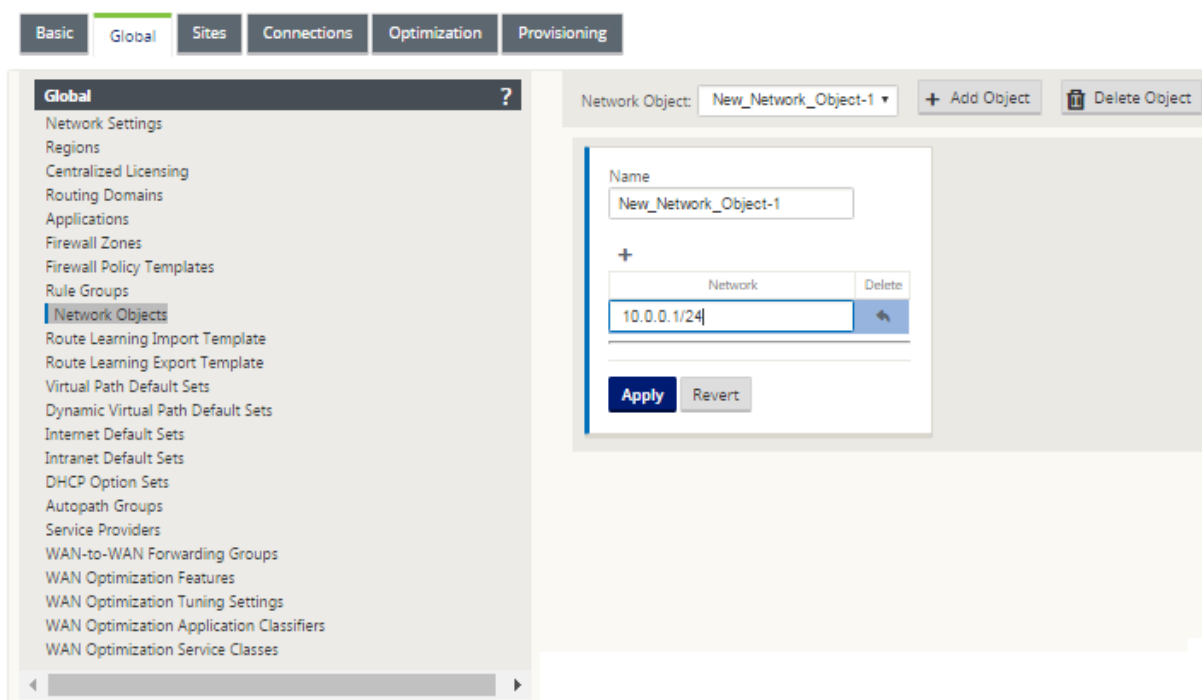 Basic Global Sites Connections Optimization Provisioning
Global ?
Network Settings
Regions
Centralized Licensing
Routing Domains
Applications
Firewall Zones
Firewall Policy Templates
Rule Groups
Network Objects
Route Learning Import Template
Route Learning Export Template
Virtual Path Default Sets
Dynamic Virtual Path Default Sets
Internet Default Sets
Intranet Default Sets
DHCP Option Sets
Autopath Groups
Service Providers
WAN-to-WAN Forwarding Groups
WAN Optimization Features
WAN Optimization Tuning Settings
WAN Optimization Application Classifiers
WAN Optimization Service Classes
Network Object: New_Network_Object-1 + Add Object Delete Object
Name
New_Network_Object-1
+
Network Delete
10.0.0.1/24
Apply Revert